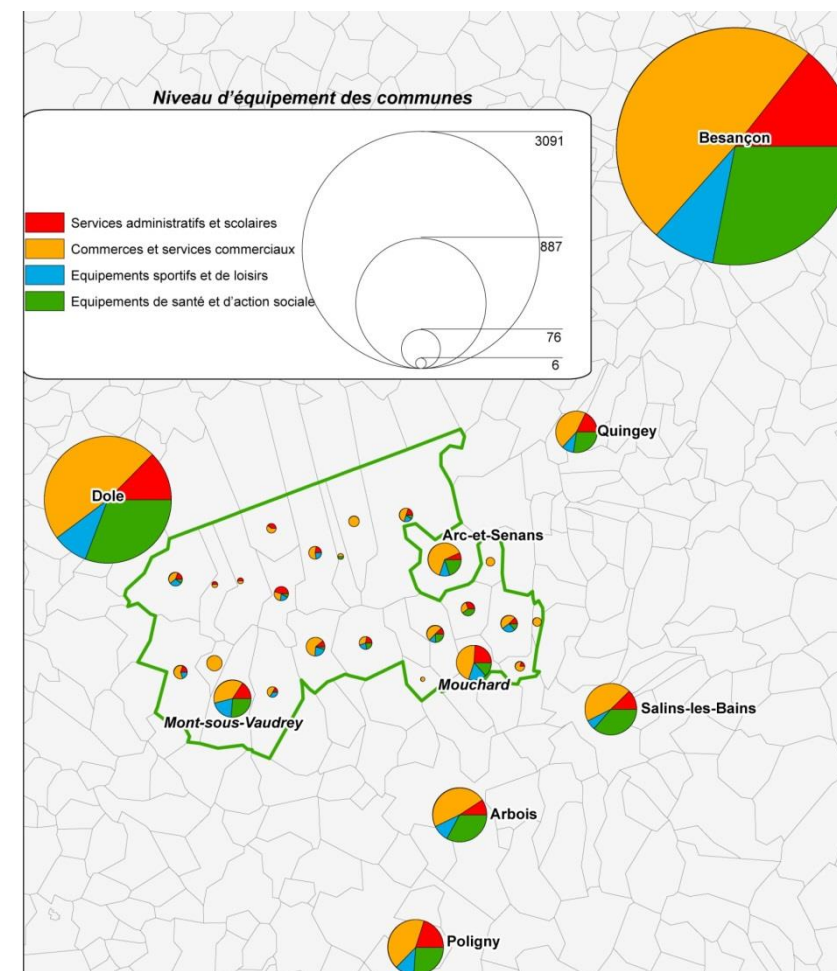 Niveau d'équipement des communes
3091
887
76
6
Services administratifs et scolaires
Commerces et services commerciaux
Equipements sportifs et de loisirs
Equipements de santé et d'action sociale
Besançon
Quingey
Dole
Arc-et-Senans
Mouchard
Mont-sous-Vaudrey
Salins-les-Bains
Arbois
Poligny